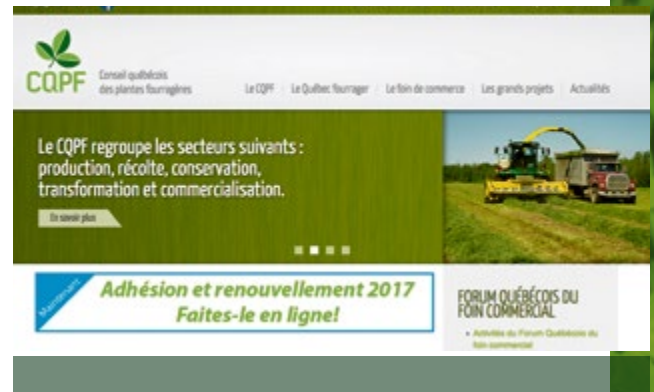 CQPF
Conseil québécois
des plantes fourragères
Le CQPF Le Québec fourrager Le foin de commerce Les grands projets Actualités
Le CQPF regroupe les secteurs suivants :
production, récolte, conservation,
transformation et commercialisation.
En savoir plus
Maintenant
Adhésion et renouvellement 2017
Faites-le en ligne!
FORUM QUÉBÉCOIS DU
FOIN COMMERCIAL
Activités du Forum Québécois du
foin commercial